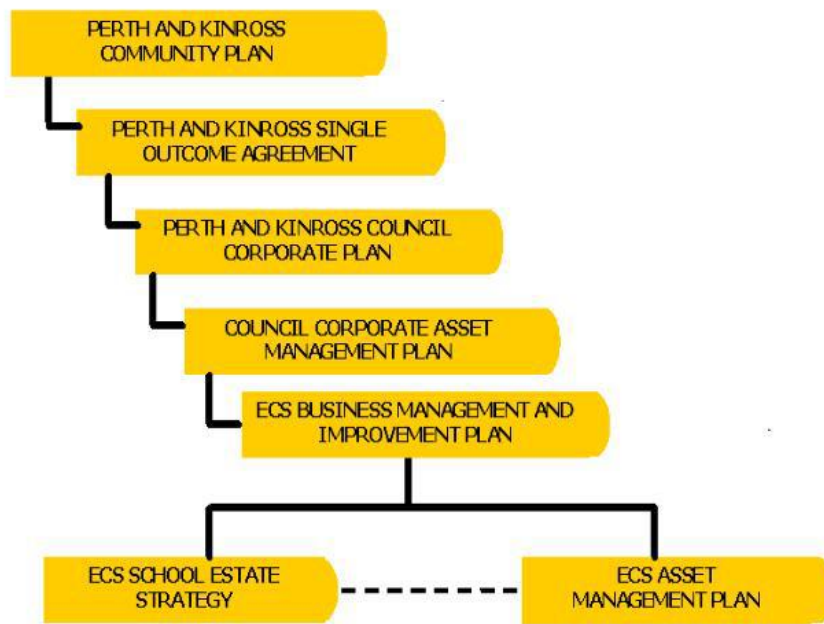 PERTH AND KINROSS
COMMUNITY PLAN
PERTH AND KINROSS SINGLE
OUTCOME AGREEMENT
PERTH AND KINROSS COUNCIL
CORPORATE PLAN
COUNCIL CORPORATE ASSET
MANAGEMENT PLAN
ECS BUSINESS MANAGEMENT AND
IMPROVEMENT PLAN
ECS SCHOOL ESTATE
STRATEGY
ECS ASSET
MANAGEMENT PLAN